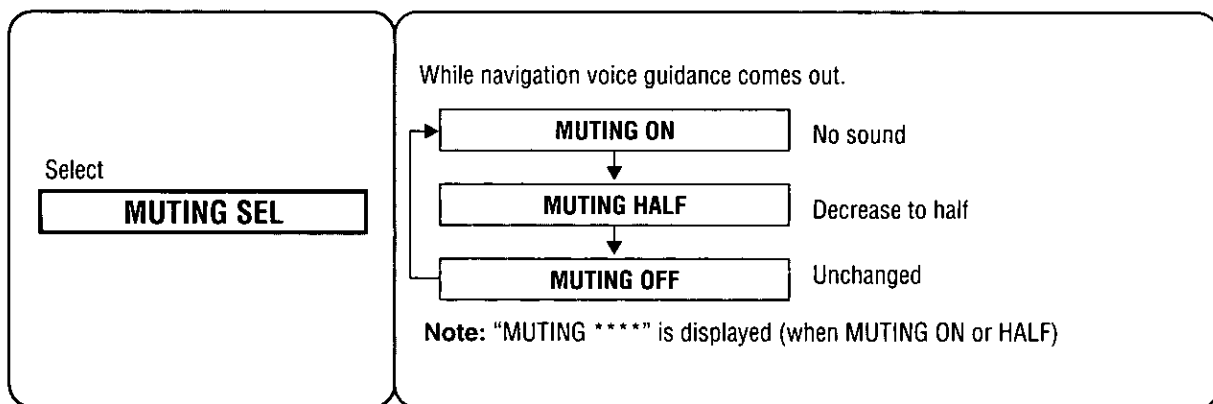 Select
MUTING SEL
While navigation voice guidance comes out.
MUTING ON
No sound
MUTING HALF
Decrease to half
MUTING OFF
Unchanged
Note: "MUTING ****" is displayed (when MUTING ON or HALF)